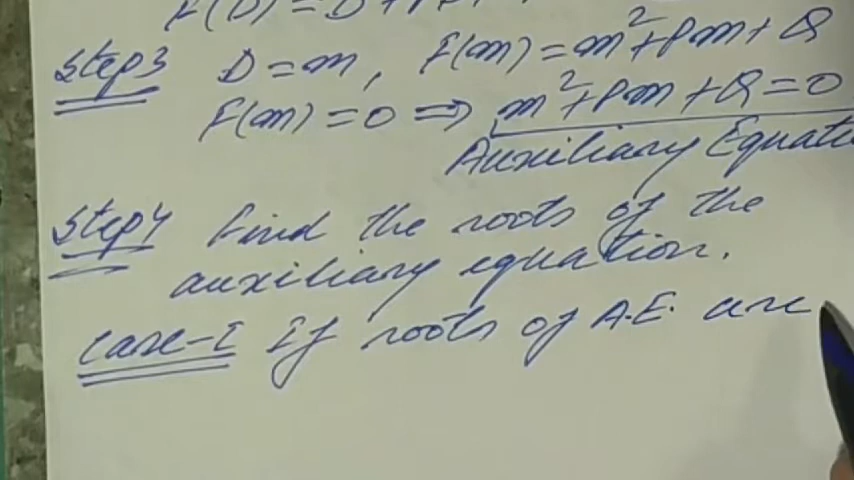 F(D) = D
Step3 D = m, F(m) = m²+Pm+Q
F(m) = 0 ⇒ m²+Pm+Q=0
Auxiliary Equati
Step4 Find the roots of the
auxiliary equation.
Case-I If roots of A.E. are